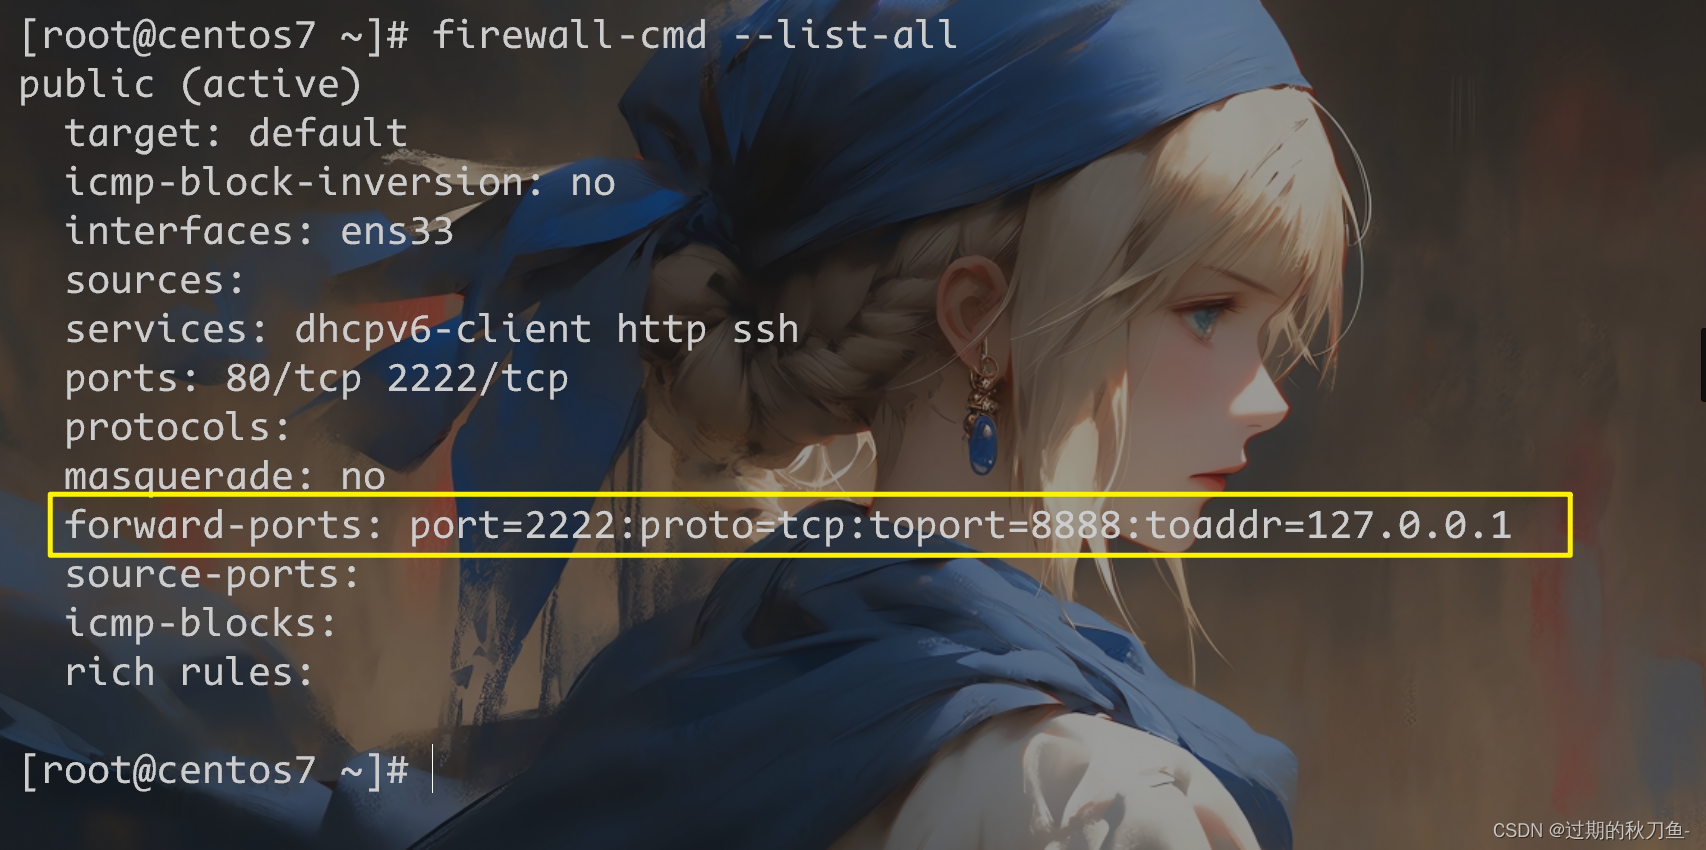 [root@centos7 ~]# firewall-cmd --list-all
public (active)
  target: default
  icmp-block-inversion: no
  interfaces: ens33
  sources:
  services: dhcpv6-client http ssh
  ports: 80/tcp 2222/tcp
  protocols:
  masquerade: no
  forward-ports: port=2222:proto=tcp:toport=8888:toaddr=127.0.0.1
  source-ports:
  icmp-blocks:
  rich rules:
[root@centos7 ~]#
CSDN @过期的秋刀鱼-